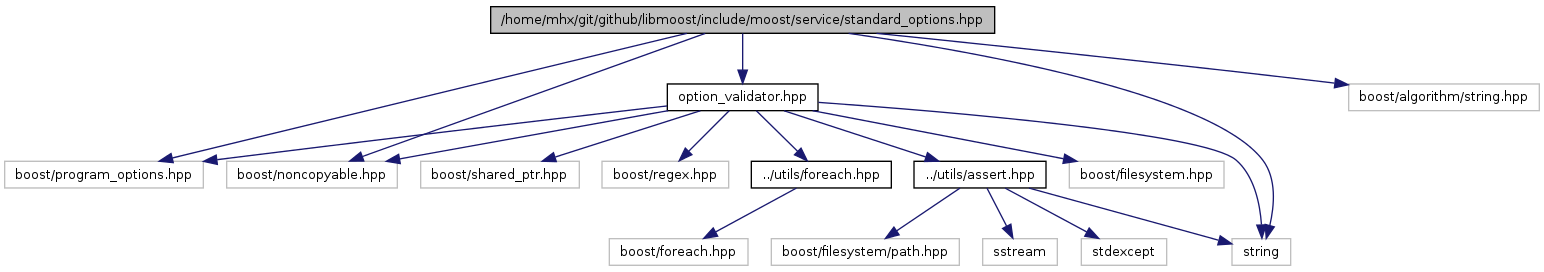 /home/mhx/git/github/libmoost/include/moost/service/standard_options.hpp
option_validator.hpp
boost/algorithm/string.hpp
boost/program_options.hpp
boost/noncopyable.hpp
boost/shared_ptr.hpp
boost/regex.hpp
../utils/foreach.hpp
../utils/assert.hpp
boost/filesystem.hpp
boost/foreach.hpp
boost/filesystem/path.hpp
sstream
stdexcept
string